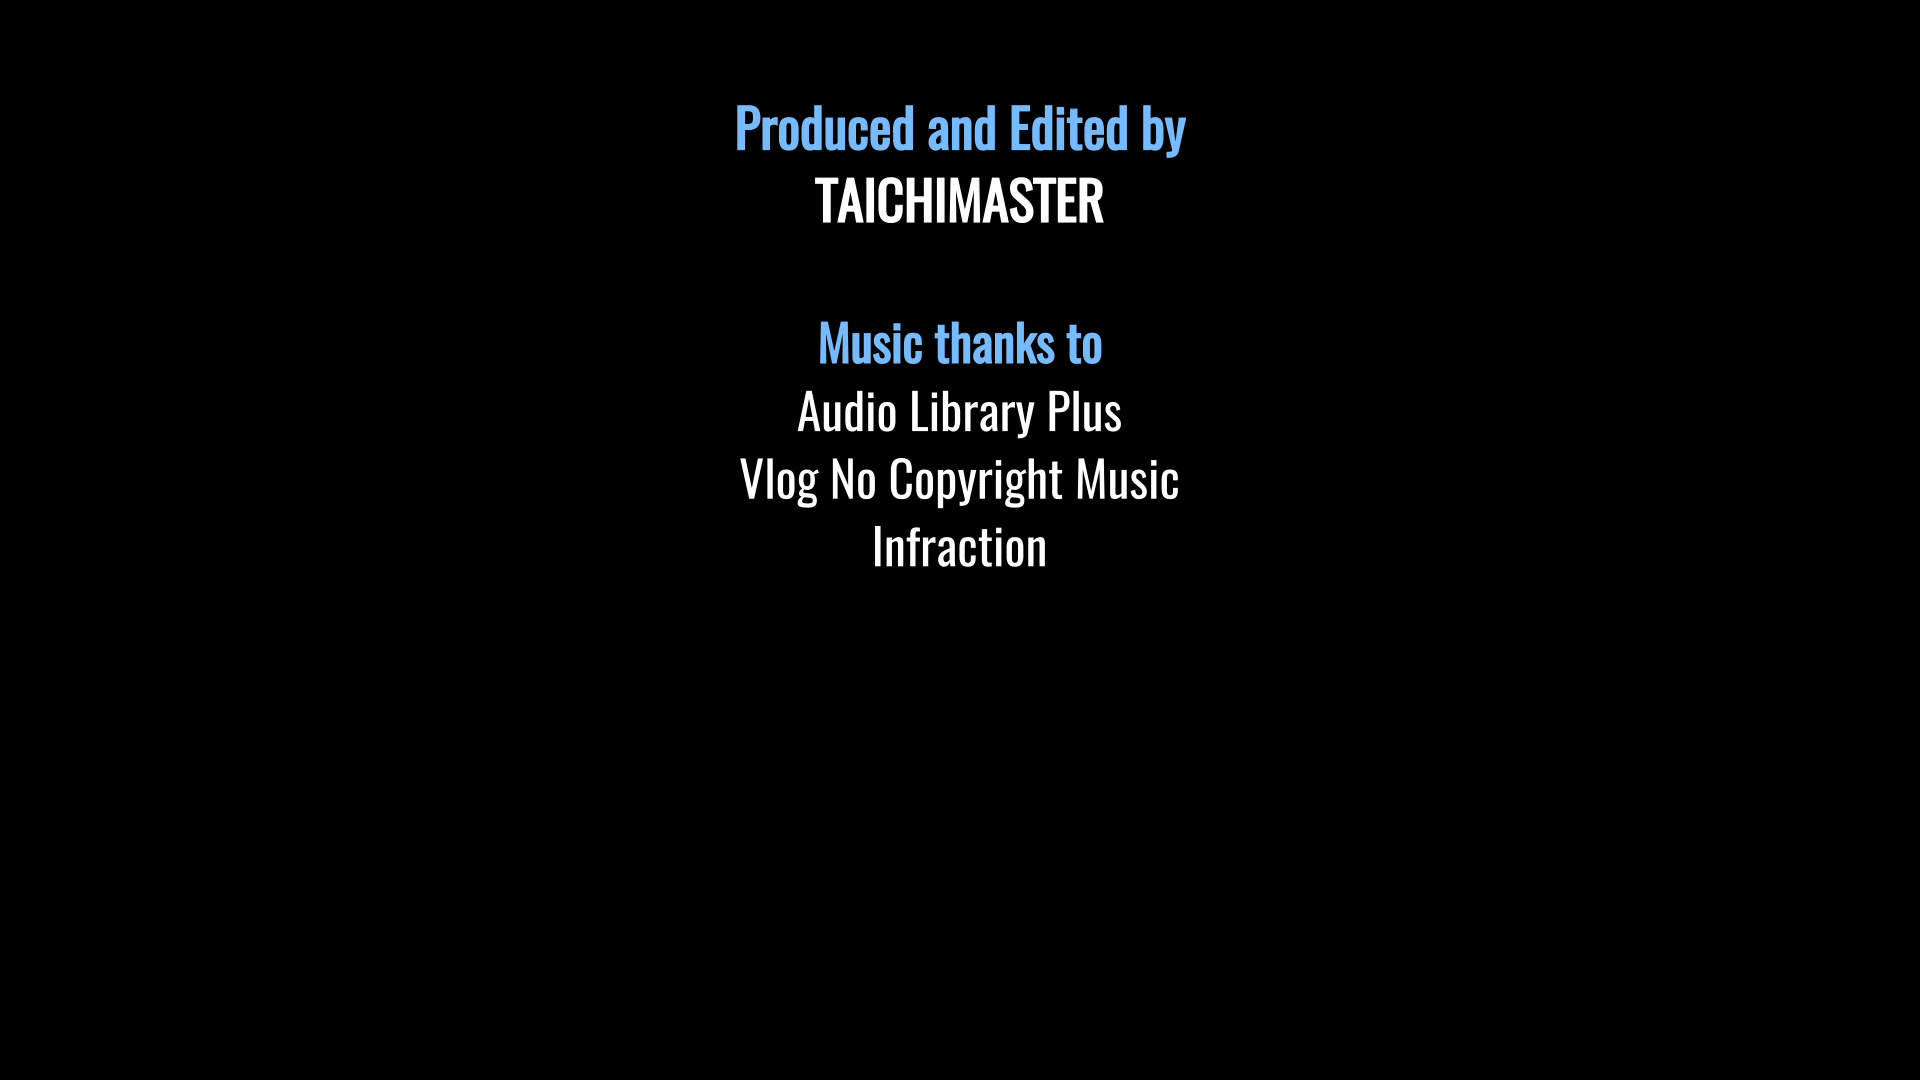 Produced and Edited by
TAICHIMASTER
Music thanks to
Audio Library Plus
Vlog No Copyright Music
Infraction